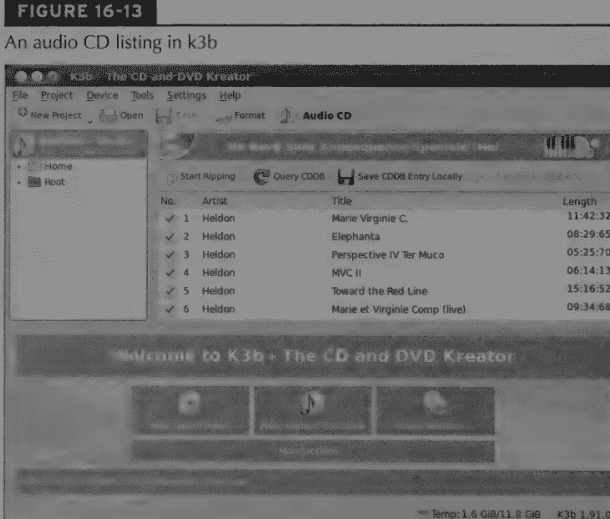 FIGURE 16-13
An audio CD listing in k3b
K3b - The CD and DVD Kreator
File Project Device Tools Settings Help
New Project Open Save Format Audio CD
Home
Root
Start Ripping Query CDDB Save CDDB Entry Locally
No. Artist Title Length
1 Heldon Marie Virginie C. 11:42:32
2 Heldon Elephanta 08:29:65
3 Heldon Perspective IV Ter Muco 05:25:70
4 Heldon MVC II 06:14:13
5 Heldon Toward the Red Line 15:16:52
6 Heldon Marie et Virginie Comp (live) 09:34:68
Welcome to K3b - The CD and DVD Kreator
More actions
Temp: 1.6 GiB/11.8 GiB K3b 1.91.0